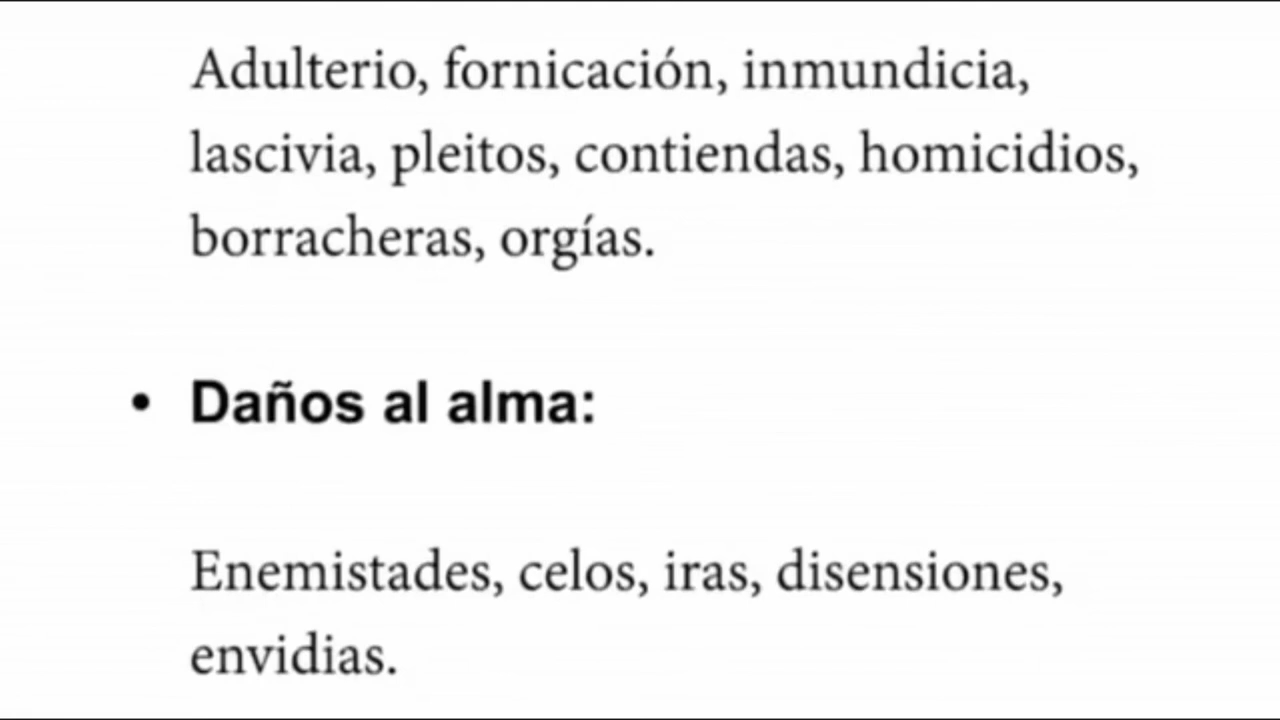 Adulterio, fornicación, inmundicia,
lascivia, pleitos, contiendas, homicidios,
borracheras, orgías.
• Daños al alma:
Enemistades, celos, iras, disensiones,
envidias.